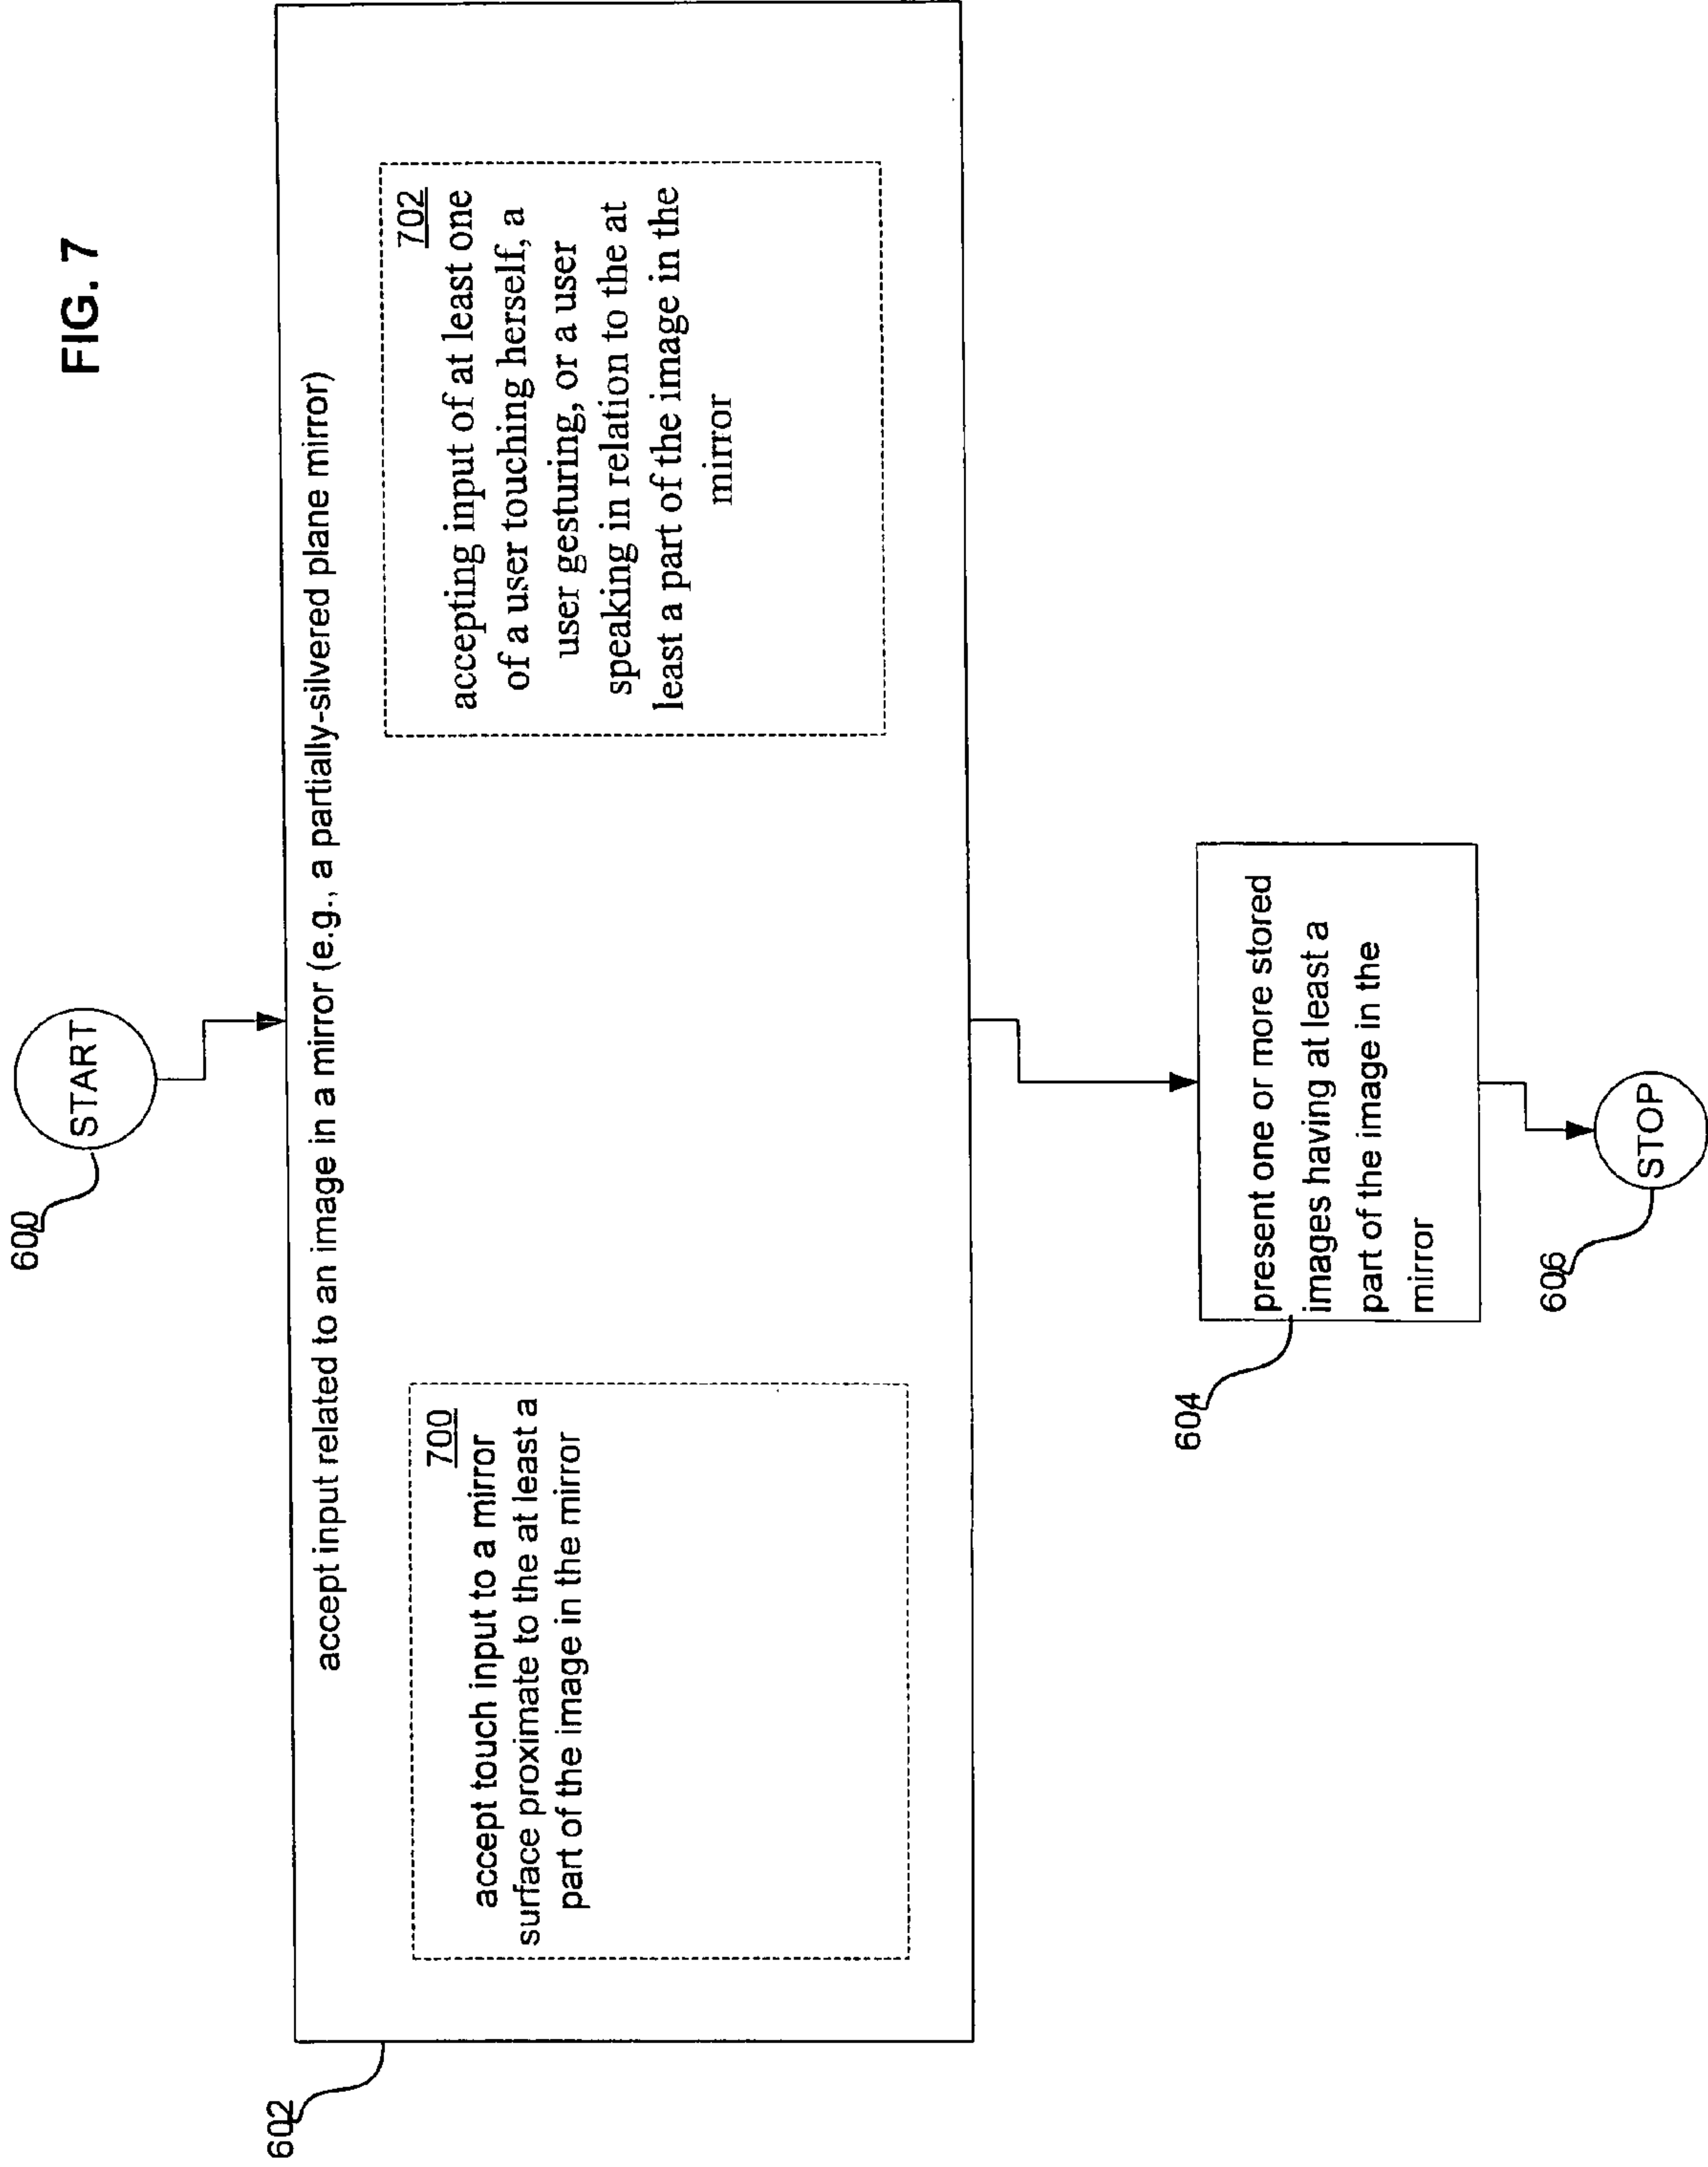 FIG. 7
600
START
602
accept input related to an image in a mirror (e.g., a partially-silvered plane mirror)
700
accept touch input to a mirror
surface proximate to the at least a
part of the image in the mirror
702
accepting input of at least one
of a user touching herself, a
user gesturing, or a user
speaking in relation to the at
least a part of the image in the
mirror
604
present one or more stored
images having at least a
part of the image in the
mirror
606
STOP